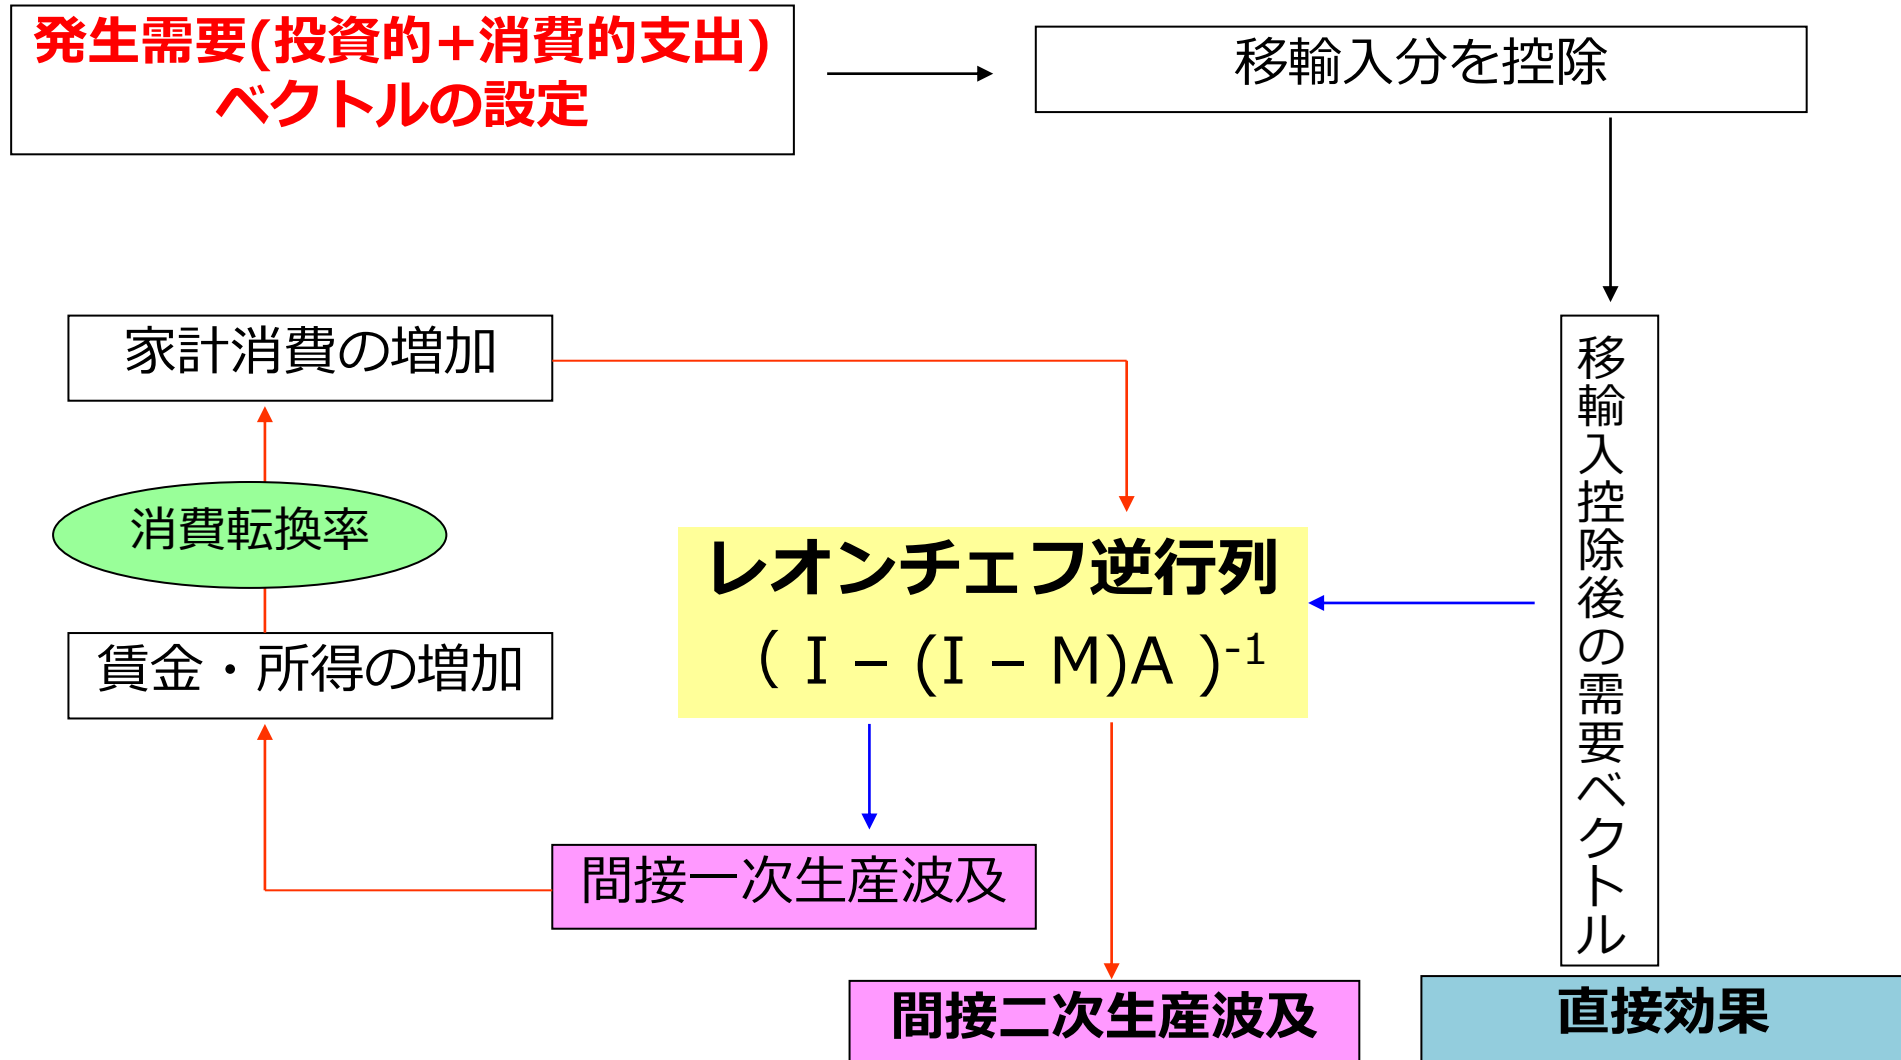 発生需要(投資的+消費的支出)
ベクトルの設定
移輸入分を控除
家計消費の増加
移輸入控除後の需要ベクトル
消費転換率
レオンチェフ逆行列
( I – (I – M)A )-1
賃金・所得の増加
間接一次生産波及
間接二次生産波及
直接効果